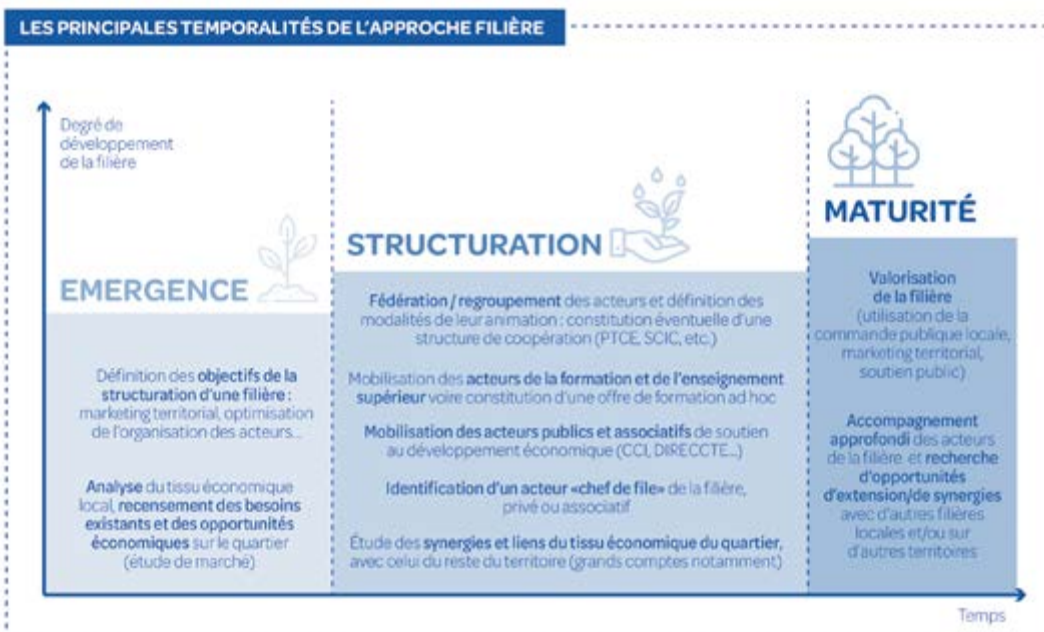 LES PRINCIPALES TEMPORALITÉS DE L'APPROCHE FILIÈRE
Degré de
développement
de la filière
EMERGENCE
Définition des objectifs de la
structuration d'une filière :
marketing territorial, optimisation
de l'organisation des acteurs...
Analyse du tissu économique
local, recensement des besoins
existants et des opportunités
économiques sur le quartier
(étude de marché)
STRUCTURATION
Fédération / regroupement des acteurs et définition des
modalités de leur animation : constitution éventuelle d'une
structure de coopération (PTCE, SCIC, etc.)
Mobilisation des acteurs de la formation et de l'enseignement
supérieur voire constitution d'une offre de formation ad hoc
Mobilisation des acteurs publics et associatifs de soutien
au développement économique (CCI, DIRECCTE...)
Identification d'un acteur «chef de file» de la filière,
privé ou associatif
Étude des synergies et liens du tissu économique du quartier,
avec celui du reste du territoire (grands comptes notamment)
MATURITÉ
Valorisation
de la filière
(utilisation de la
commande publique locale,
marketing territorial,
soutien public)
Accompagnement
approfondi des acteurs
de la filière et recherche
d'opportunités
d'extension/de synergies
avec d'autres filières
locales et/ou sur
d'autres territoires
Temps